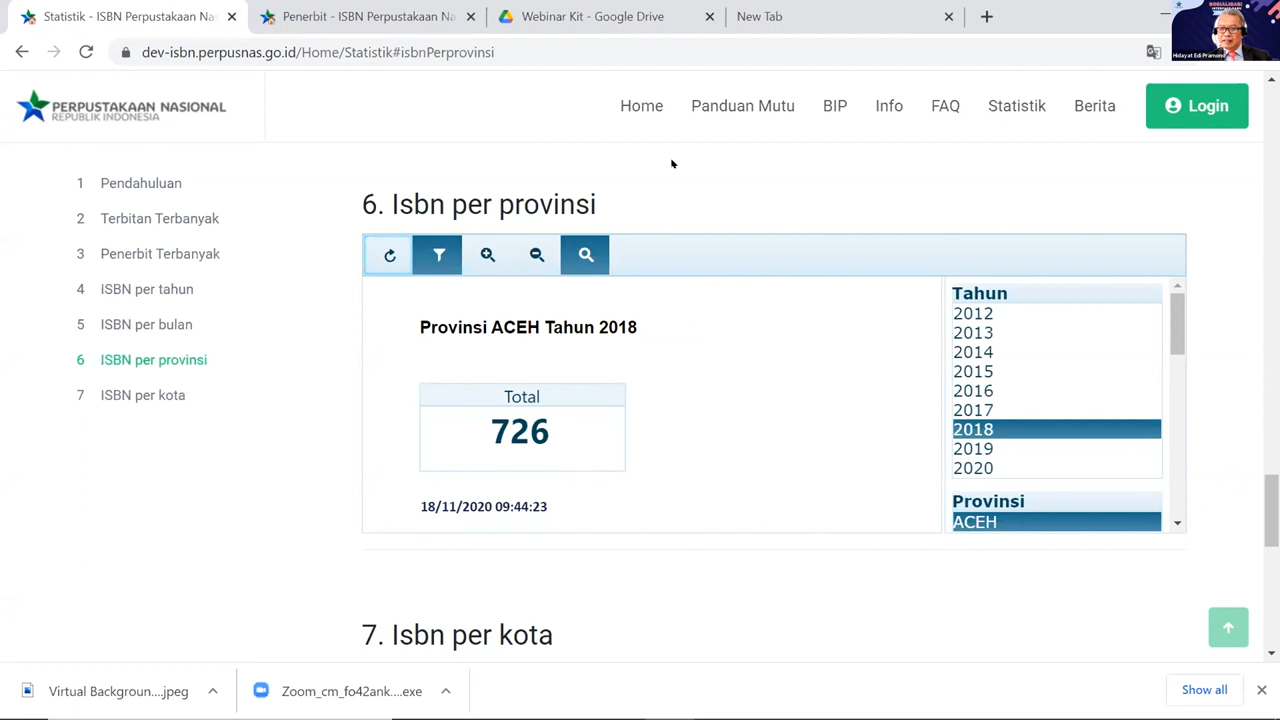 Statistik - ISBN Perpustakaan Na
Penerbit - ISBN Perpustakaan Na
Webinar Kit - Google Drive
New Tab
SOSIALISASI
Hidayat Edi Pramono
dev-isbn.perpusnas.go.id/Home/Statistik#isbnPerprovinsi
PERPUSTAKAAN NASIONAL
REPUBLIK INDONESIA
Home
Panduan Mutu
BIP
Info
FAQ
Statistik
Berita
Login
1 Pendahuluan
2 Terbitan Terbanyak
3 Penerbit Terbanyak
4 ISBN per tahun
5 ISBN per bulan
6 ISBN per provinsi
7 ISBN per kota
6. Isbn per provinsi
Provinsi ACEH Tahun 2018
Total
726
18/11/2020 09:44:23
Tahun
2012
2013
2014
2015
2016
2017
2018
2019
2020
Provinsi
ACEH
7. Isbn per kota
Virtual Backgroun....jpeg
Zoom_cm_fo42ank....exe
Show all